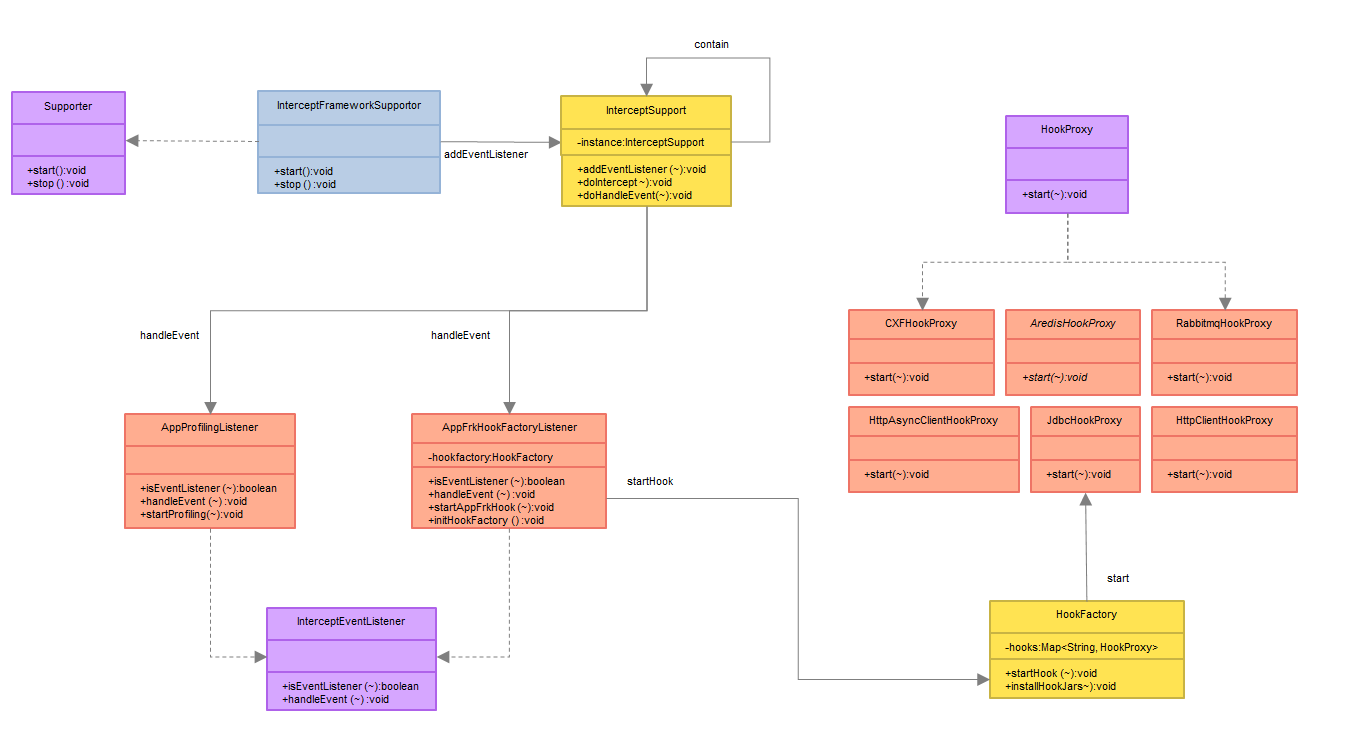 contain
Supporter
+start():void
+stop () :void
InterceptFrameworkSupportor
+start():void
+stop () :void
addEventListener
InterceptSupport
-instance:InterceptSupport
+addEventListener (~) :void
+doIntercept ~):void
+doHandleEvent(~):void
HookProxy
+start(~):void
handleEvent
handleEvent
CXFHookProxy
+start(~):void
AredisHookProxy
+start(~):void
RabbitmqHookProxy
+start(~):void
HttpAsyncClientHookProxy
+start(~):void
JdbcHookProxy
+start(~):void
HttpClientHookProxy
+start(~):void
AppProfilingListener
+isEventListener (~):boolean
+handleEvent (~) :void
+startProfiling(~):void
AppFrkHookFactoryListener
-hookfactory:HookFactory
+isEventListener (~):boolean
+handleEvent (~) :void
+startAppFrkHook (~):void
+initHookFactory () :void
startHook
start
InterceptEventListener
+isEventListener (~):boolean
+handleEvent (~) :void
HookFactory
-hooks:Map<String, HookProxy>
+startHook (~):void
+installHookJars~):void